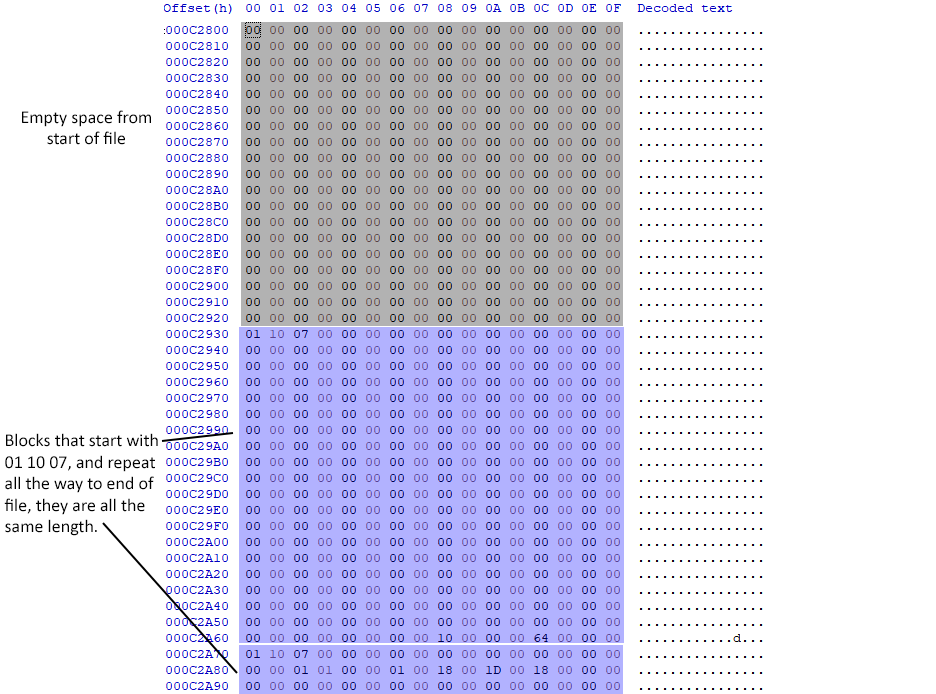 Offset(h) 00 01 02 03 04 05 06 07 08 09 0A 0B 0C 0D 0E 0F Decoded text
:000C2800 00 00 00 00 00 00 00 00 00 00 00 00 00 00 00 00 ................
000C2810 00 00 00 00 00 00 00 00 00 00 00 00 00 00 00 00 ................
000C2820 00 00 00 00 00 00 00 00 00 00 00 00 00 00 00 00 ................
000C2830 00 00 00 00 00 00 00 00 00 00 00 00 00 00 00 00 ................
000C2840 00 00 00 00 00 00 00 00 00 00 00 00 00 00 00 00 ................
000C2850 00 00 00 00 00 00 00 00 00 00 00 00 00 00 00 00 ................
000C2860 00 00 00 00 00 00 00 00 00 00 00 00 00 00 00 00 ................
000C2870 00 00 00 00 00 00 00 00 00 00 00 00 00 00 00 00 ................
000C2880 00 00 00 00 00 00 00 00 00 00 00 00 00 00 00 00 ................
000C2890 00 00 00 00 00 00 00 00 00 00 00 00 00 00 00 00 ................
000C28A0 00 00 00 00 00 00 00 00 00 00 00 00 00 00 00 00 ................
000C28B0 00 00 00 00 00 00 00 00 00 00 00 00 00 00 00 00 ................
000C28C0 00 00 00 00 00 00 00 00 00 00 00 00 00 00 00 00 ................
000C28D0 00 00 00 00 00 00 00 00 00 00 00 00 00 00 00 00 ................
000C28E0 00 00 00 00 00 00 00 00 00 00 00 00 00 00 00 00 ................
000C28F0 00 00 00 00 00 00 00 00 00 00 00 00 00 00 00 00 ................
000C2900 00 00 00 00 00 00 00 00 00 00 00 00 00 00 00 00 ................
000C2910 00 00 00 00 00 00 00 00 00 00 00 00 00 00 00 00 ................
000C2920 00 00 00 00 00 00 00 00 00 00 00 00 00 00 00 00 ................
000C2930 01 10 07 00 00 00 00 00 00 00 00 00 00 00 00 00 ................
000C2940 00 00 00 00 00 00 00 00 00 00 00 00 00 00 00 00 ................
000C2950 00 00 00 00 00 00 00 00 00 00 00 00 00 00 00 00 ................
000C2960 00 00 00 00 00 00 00 00 00 00 00 00 00 00 00 00 ................
000C2970 00 00 00 00 00 00 00 00 00 00 00 00 00 00 00 00 ................
000C2980 00 00 00 00 00 00 00 00 00 00 00 00 00 00 00 00 ................
000C2990 00 00 00 00 00 00 00 00 00 00 00 00 00 00 00 00 ................
000C29A0 00 00 00 00 00 00 00 00 00 00 00 00 00 00 00 00 ................
000C29B0 00 00 00 00 00 00 00 00 00 00 00 00 00 00 00 00 ................
000C29C0 00 00 00 00 00 00 00 00 00 00 00 00 00 00 00 00 ................
000C29D0 00 00 00 00 00 00 00 00 00 00 00 00 00 00 00 00 ................
000C29E0 00 00 00 00 00 00 00 00 00 00 00 00 00 00 00 00 ................
000C29F0 00 00 00 00 00 00 00 00 00 00 00 00 00 00 00 00 ................
000C2A00 00 00 00 00 00 00 00 00 00 00 00 00 00 00 00 00 ................
000C2A10 00 00 00 00 00 00 00 00 00 00 00 00 00 00 00 00 ................
000C2A20 00 00 00 00 00 00 00 00 00 00 00 00 00 00 00 00 ................
000C2A30 00 00 00 00 00 00 00 00 00 00 00 00 00 00 00 00 ................
000C2A40 00 00 00 00 00 00 00 00 00 00 00 00 00 00 00 00 ................
000C2A50 00 00 00 00 00 00 00 00 00 00 00 00 00 00 00 00 ................
000C2A60 00 00 00 00 00 00 00 00 10 00 00 00 64 00 00 00 ............d...
000C2A70 01 10 07 00 00 00 00 00 00 00 00 00 00 00 00 00 ................
000C2A80 00 00 01 01 00 00 01 00 18 00 1D 00 18 00 00 00 ................
000C2A90 00 00 00 00 00 00 00 00 00 00 00 00 00 00 00 00 ................
Empty space from
start of file
Blocks that start with
01 10 07, and repeat
all the way to end of
file, they are all the
same length.